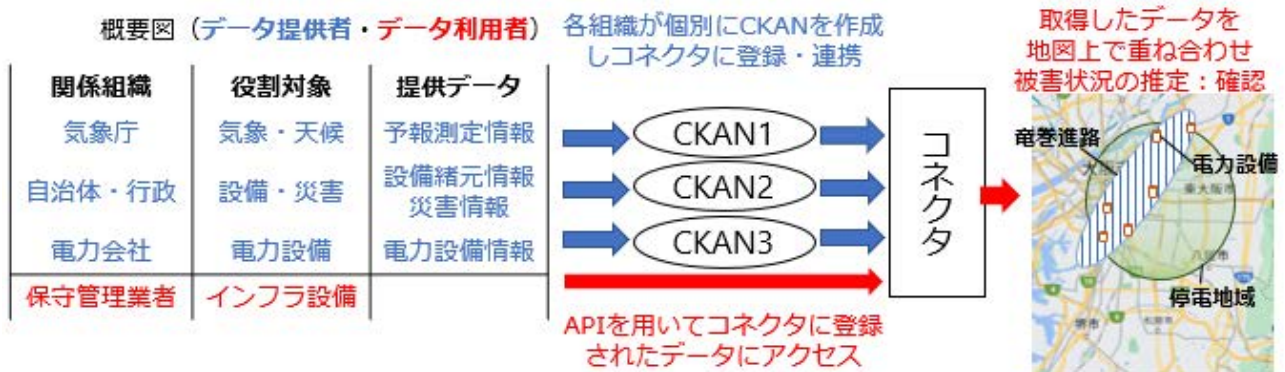 概要図（データ提供者・データ利用者）
関係組織 役割対象 提供データ
気象庁 気象・天候 予報測定情報
自治体・行政 設備・災害 設備緒元情報
災害情報
電力会社 電力設備 電力設備情報
保守管理業者 インフラ設備
各組織が個別にCKANを作成
しコネクタに登録・連携
CKAN1
CKAN2
CKAN3
APIを用いてコネクタに登録
されたデータにアクセス
コネクタ
取得したデータを
地図上で重ね合わせ
被害状況の推定：確認
竜巻進路
電力設備
東大阪市
八尾市
停電地域
堺市